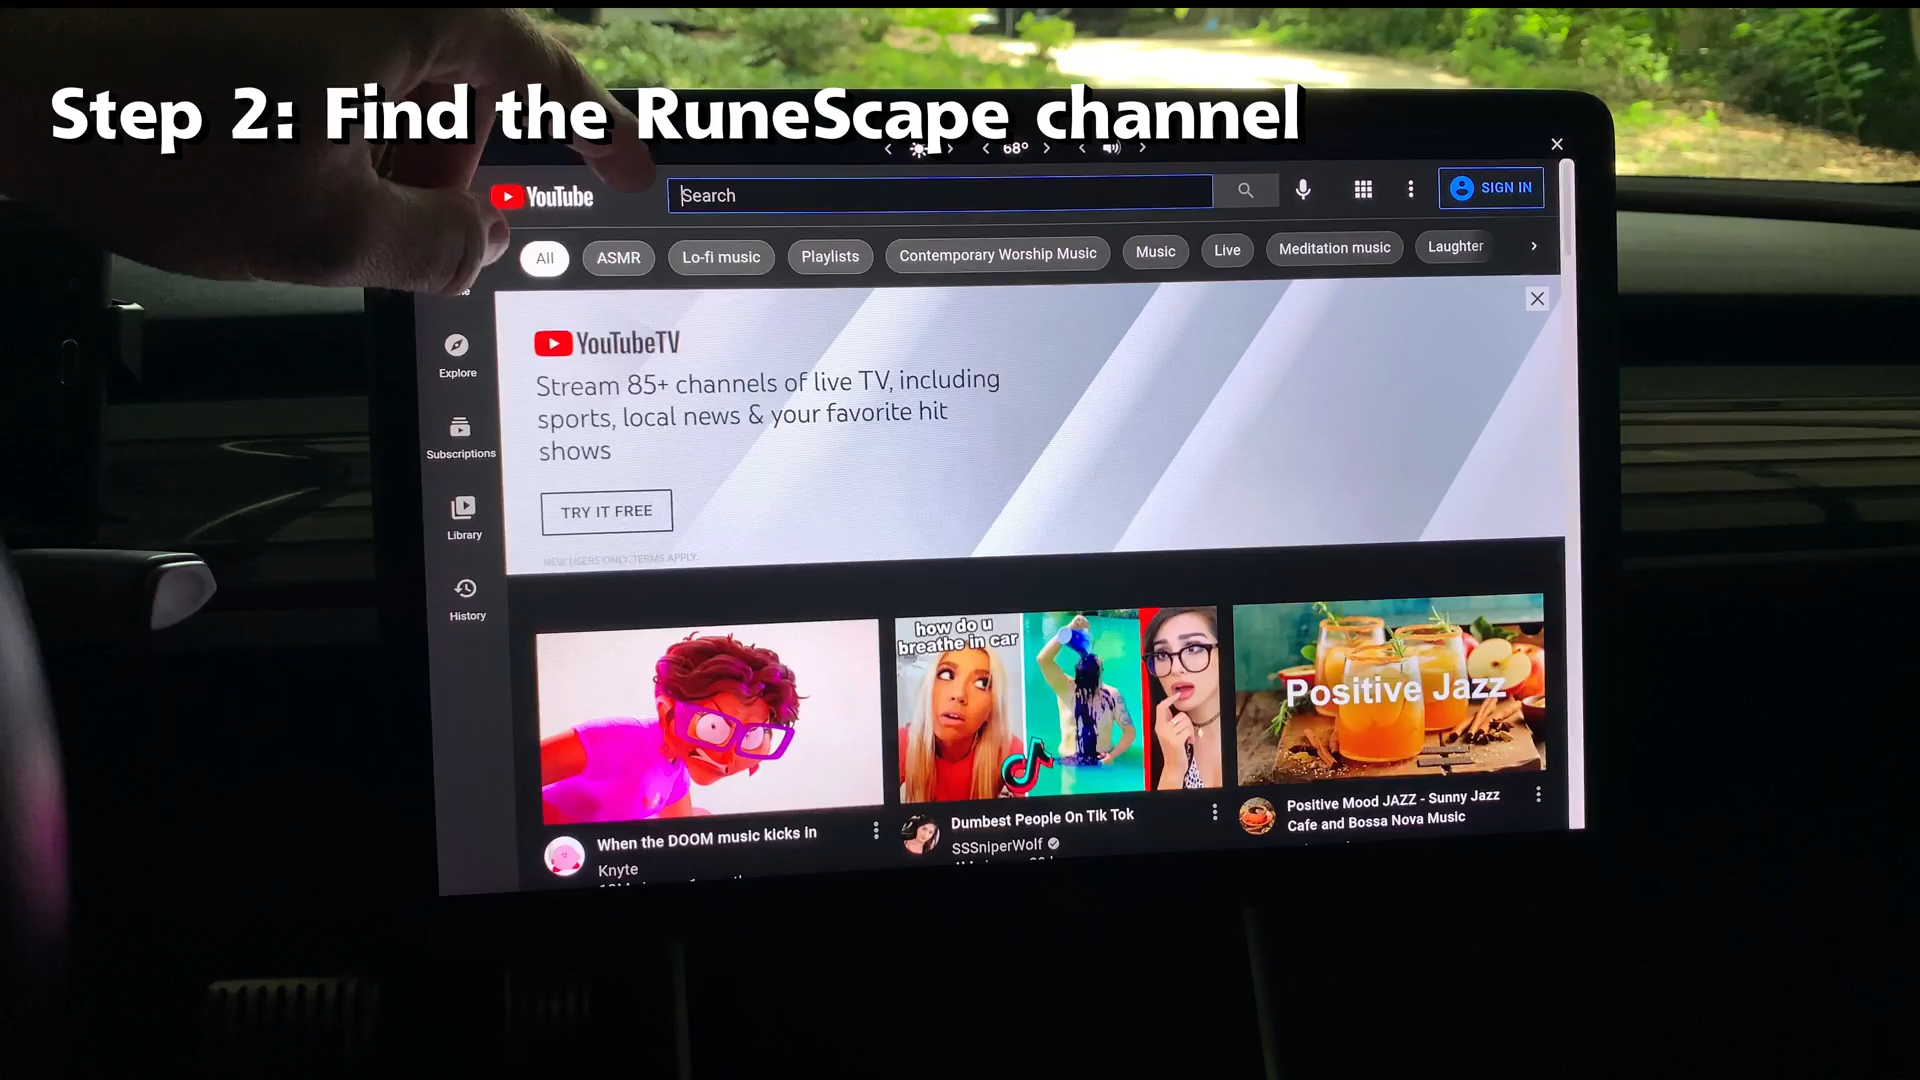 Step 2: Find the RuneScape channel
68°
YouTube
Search
SIGN IN
All
ASMR
Lo-fi music
Playlists
Contemporary Worship Music
Music
Live
Meditation music
Laughter
Explore
Subscriptions
Library
History
YouTubeTV
Stream 85+ channels of live TV, including
sports, local news & your favorite hit
shows
TRY IT FREE
NEW USERS ONLY. TERMS APPLY.
how do u
breathe in car
Positive Jazz
When the DOOM music kicks in
Knyte
Dumbest People On Tik Tok
SSSniperWolf
Positive Mood JAZZ - Sunny Jazz
Cafe and Bossa Nova Music